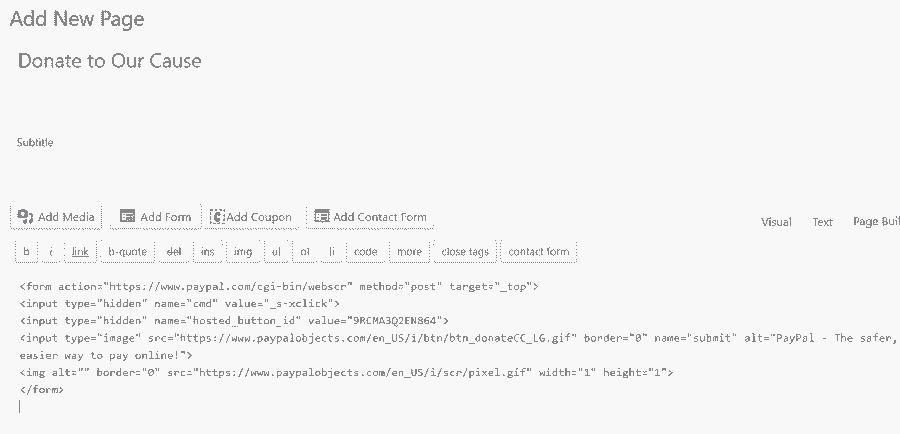 Add New Page
Donate to Our Cause
Subtitle
Add Media Add Form Add Coupon Add Contact Form
Visual Text Page Buil
b i link b-quote del ins img ul ol li code more close tags contact form
<form action="https://www.paypal.com/cgi-bin/webscr" method="post" target="_top">
<input type="hidden" name="cmd" value="_s-xclick">
<input type="hidden" name="hosted_button_id" value="9RCMA3Q2EN864">
<input type="image" src="https://www.paypalobjects.com/en_US/i/btn/btn_donateCC_LG.gif" border="0" name="submit" alt="PayPal - The safer,
easier way to pay online!">
<img alt="" border="0" src="https://www.paypalobjects.com/en_US/i/scr/pixel.gif" width="1" height="1">
</form>